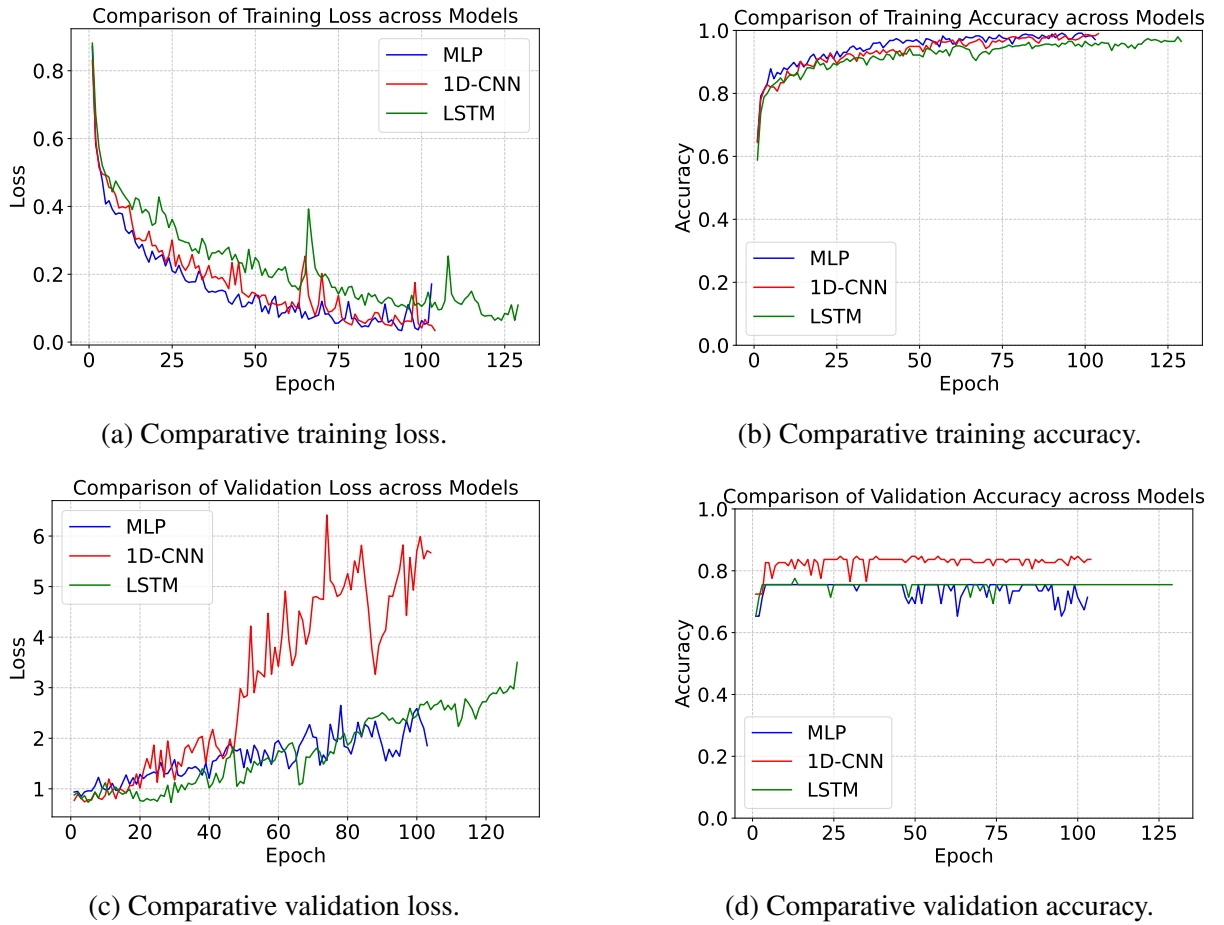 Comparison of Training Loss across Models
Loss
0.8
0.6
0.4
0.2
0.0
MLP
1D-CNN
LSTM
0 25 50 75 100 125
Epoch
(a) Comparative training loss.
Comparison of Training Accuracy across Models
Accuracy
1.0
0.8
0.6
0.4
0.2
0.0
MLP
1D-CNN
LSTM
0 25 50 75 100 125
Epoch
(b) Comparative training accuracy.
Comparison of Validation Loss across Models
Loss
6
5
4
3
2
1
MLP
1D-CNN
LSTM
0 20 40 60 80 100 120
Epoch
(c) Comparative validation loss.
Comparison of Validation Accuracy across Models
Accuracy
1.0
0.8
0.6
0.4
0.2
0.0
MLP
1D-CNN
LSTM
0 25 50 75 100 125
Epoch
(d) Comparative validation accuracy.